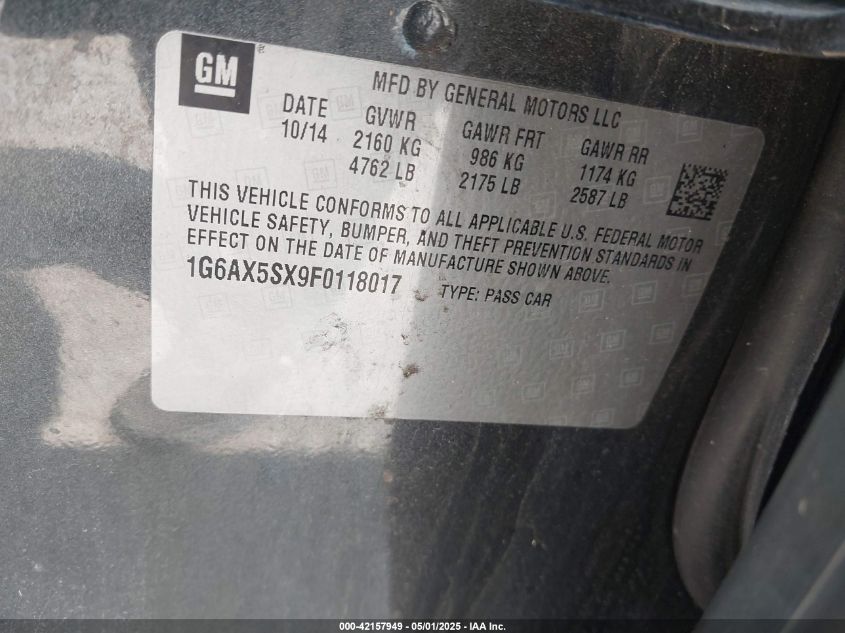 GM
MFD BY GENERAL MOTORS LLC
DATE GVWR GAWR FRT GAWR RR
10/14 2160 KG 986 KG 1174 KG
4762 LB 2175 LB 2587 LB
THIS VEHICLE CONFORMS TO ALL APPLICABLE U.S. FEDERAL MOTOR
VEHICLE SAFETY, BUMPER, AND THEFT PREVENTION STANDARDS IN
EFFECT ON THE DATE OF MANUFACTURE SHOWN ABOVE.
1G6AX5SX9F0118017 TYPE: PASS CAR
000-42157949 - 05/01/2025 - IAA Inc.